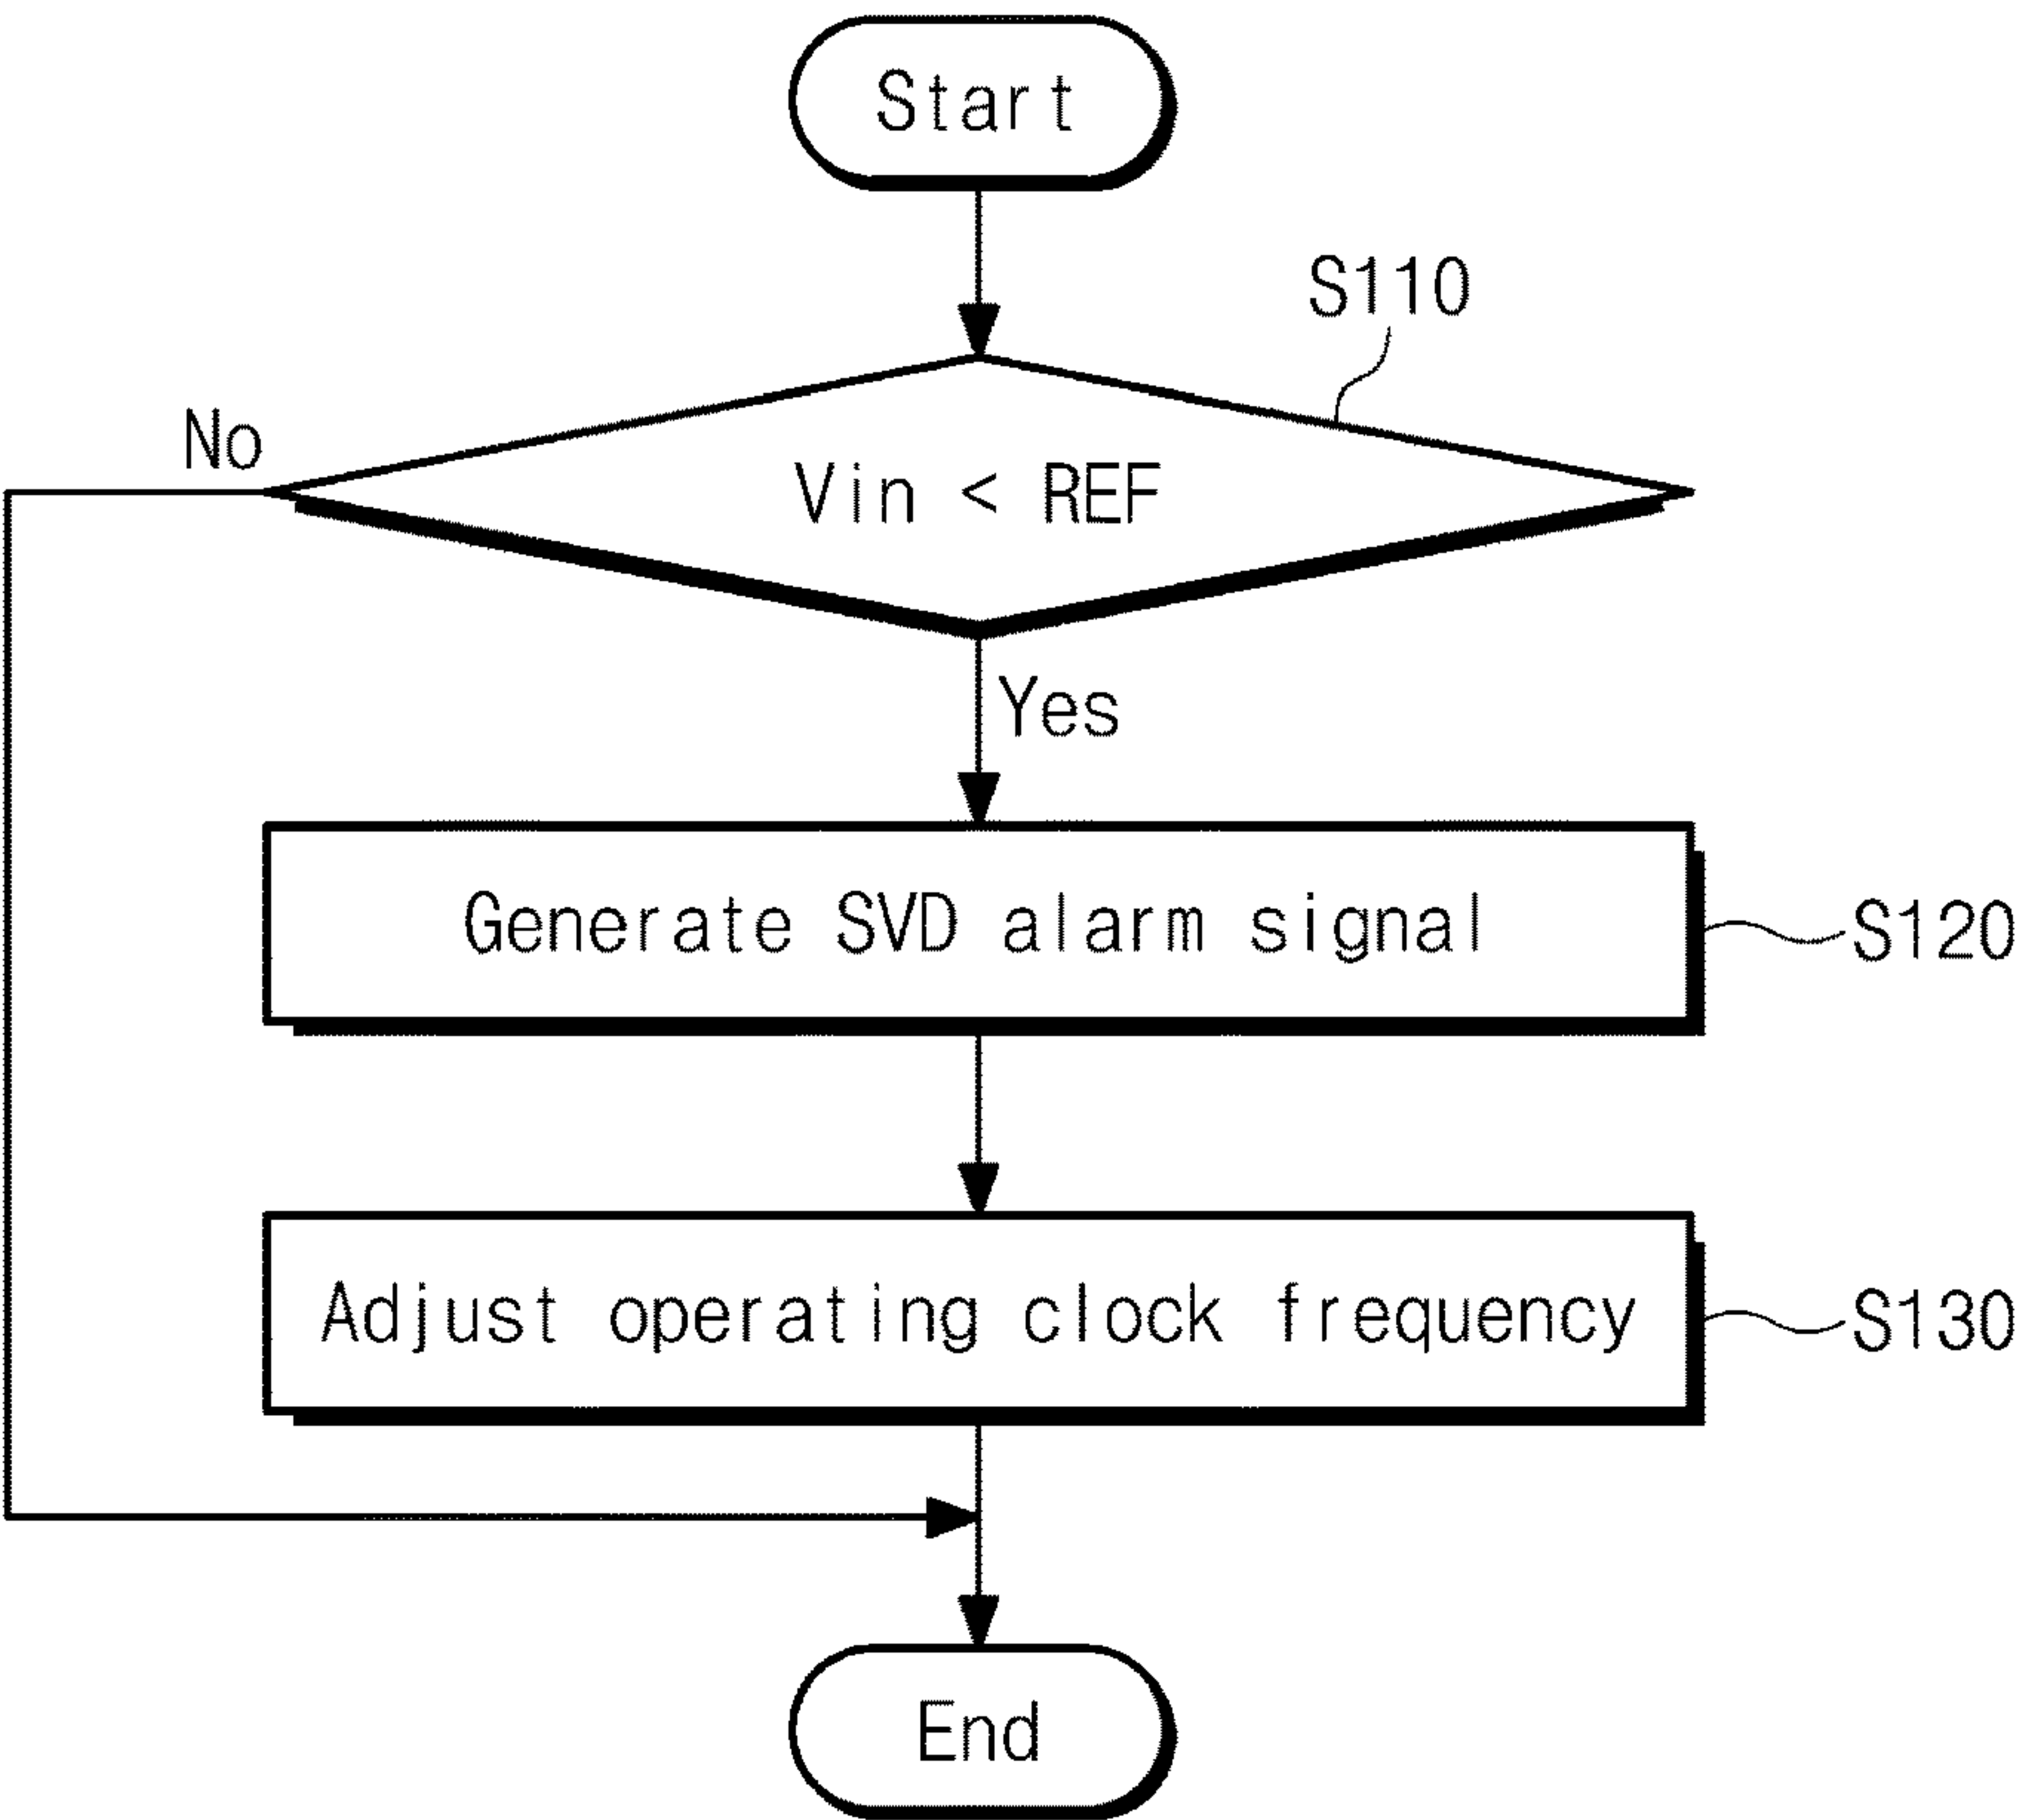 Start
S110
No
Vin < REF
Yes
Generate SVD alarm signal
S120
Adjust operating clock frequency
S130
End